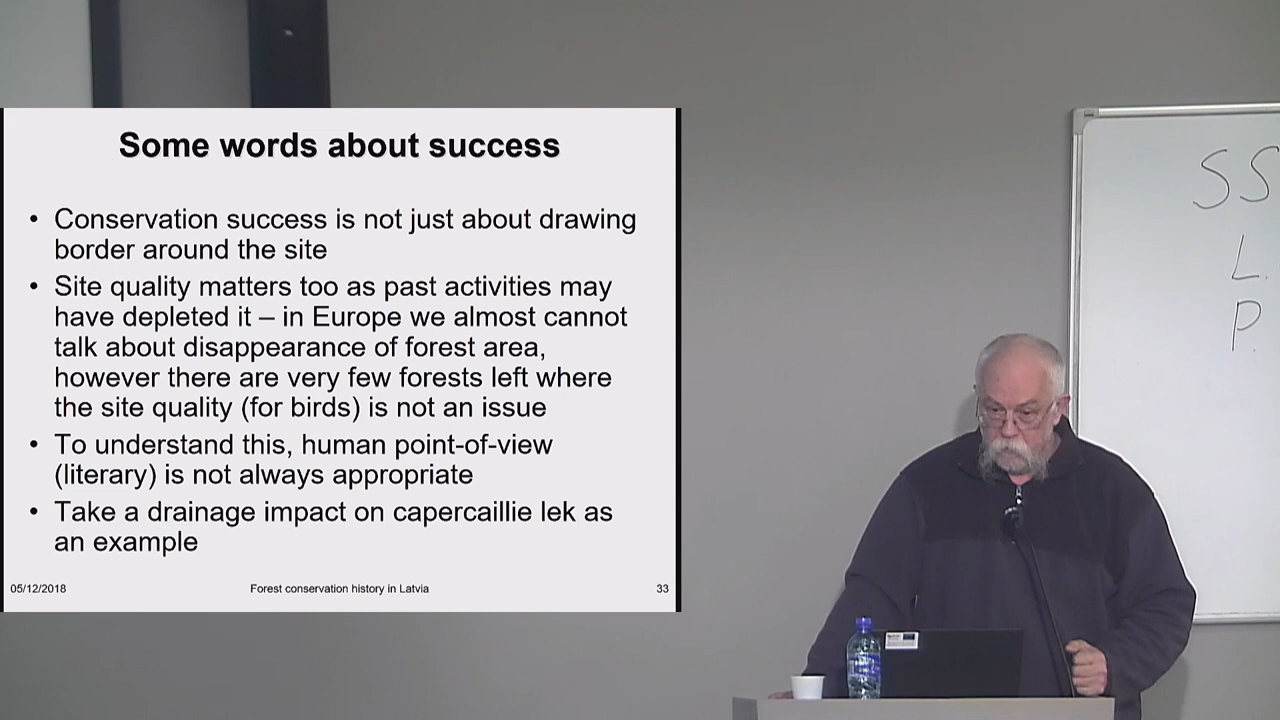 Some words about success
• Conservation success is not just about drawing
border around the site
• Site quality matters too as past activities may
have depleted it – in Europe we almost cannot
talk about disappearance of forest area,
however there are very few forests left where
the site quality (for birds) is not an issue
• To understand this, human point-of-view
(literary) is not always appropriate
• Take a drainage impact on capercaillie lek as
an example
05/12/2018 Forest conservation history in Latvia 33
SS
L.
P.